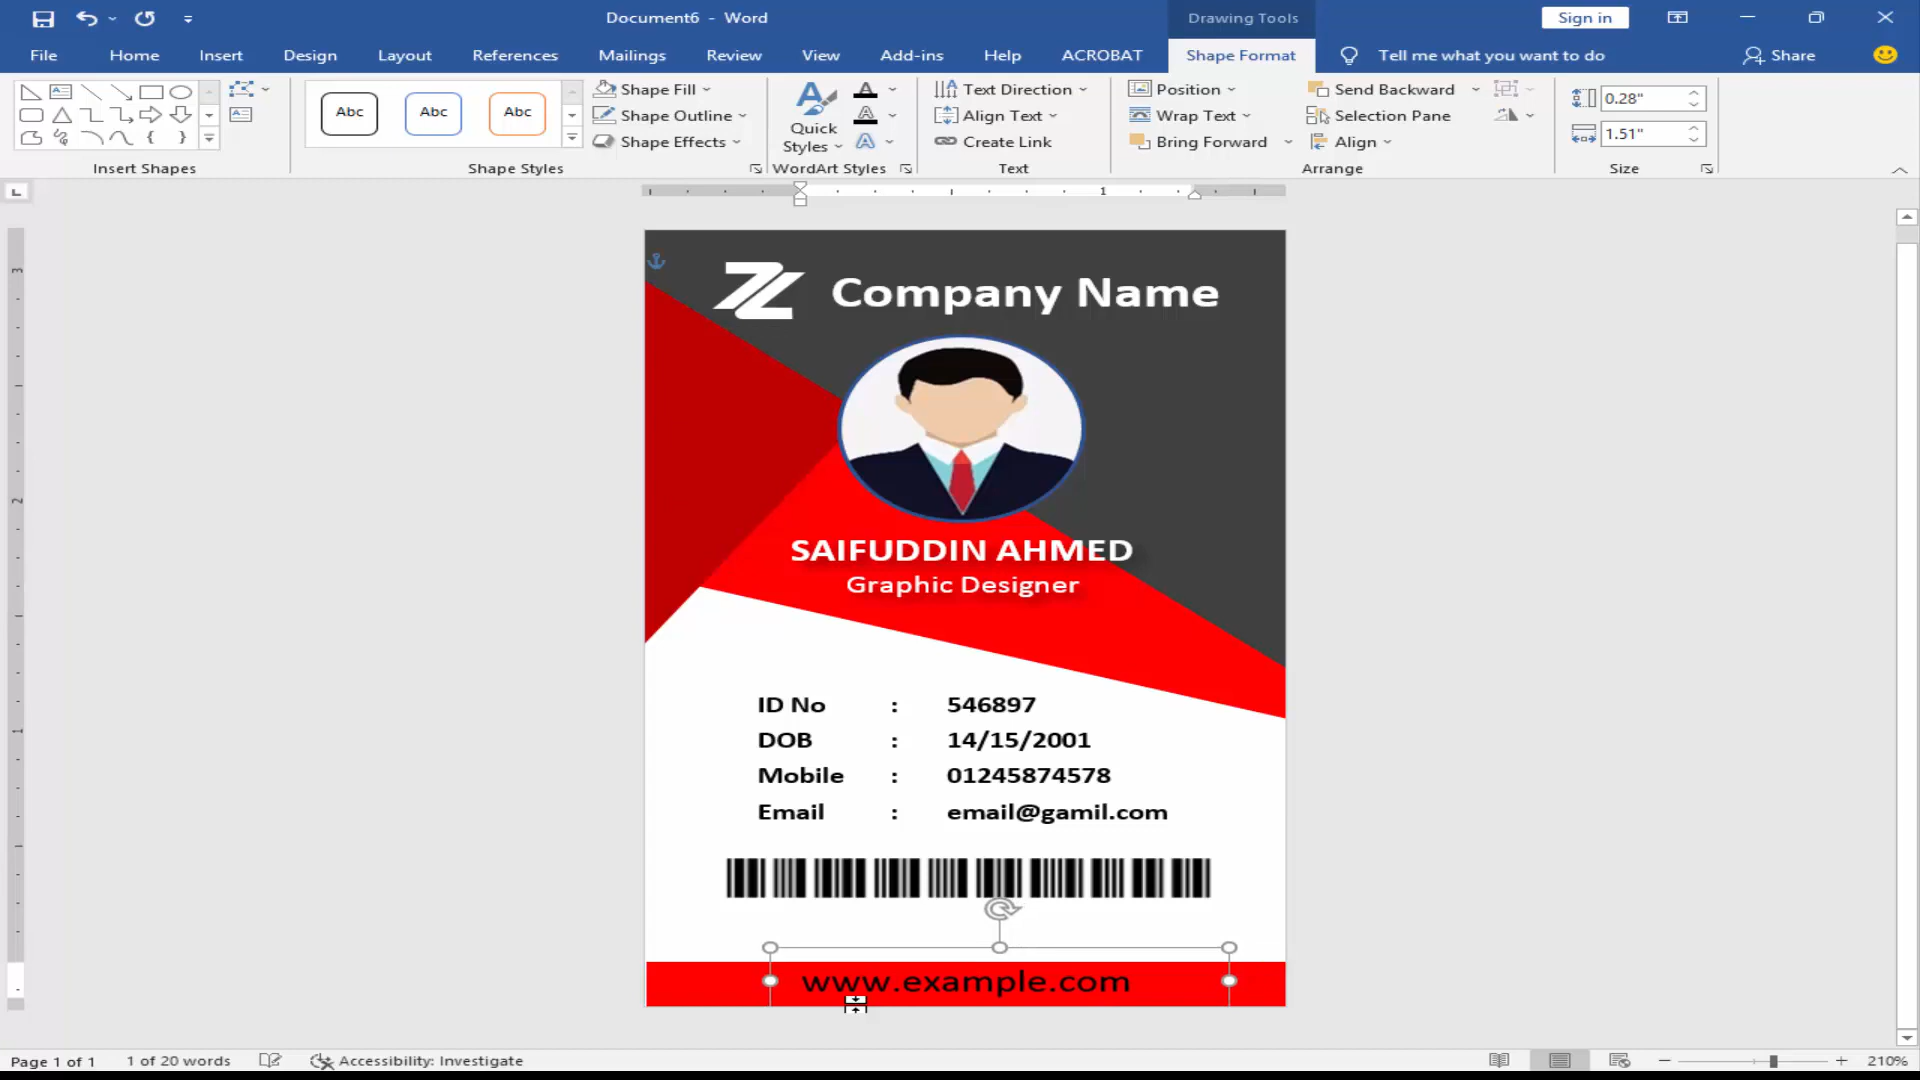 Document6 - Word
Drawing Tools
Sign in
File Home Insert Design Layout References Mailings Review View Add-ins Help ACROBAT Shape Format Tell me what you want to do Share
Abc Abc Abc
Shape Fill
Shape Outline
Shape Effects
Quick Styles
Text Direction
Align Text
Create Link
Position
Wrap Text
Bring Forward
Send Backward
Selection Pane
Align
0.28"
1.51"
Insert Shapes Shape Styles WordArt Styles Text Arrange Size
1
3
2
1
Company Name
SAIFUDDIN AHMED
Graphic Designer
ID No : 546897
DOB : 14/15/2001
Mobile : 01245874578
Email : email@gamil.com
www.example.com
Page 1 of 1 1 of 20 words Accessibility: Investigate 210%